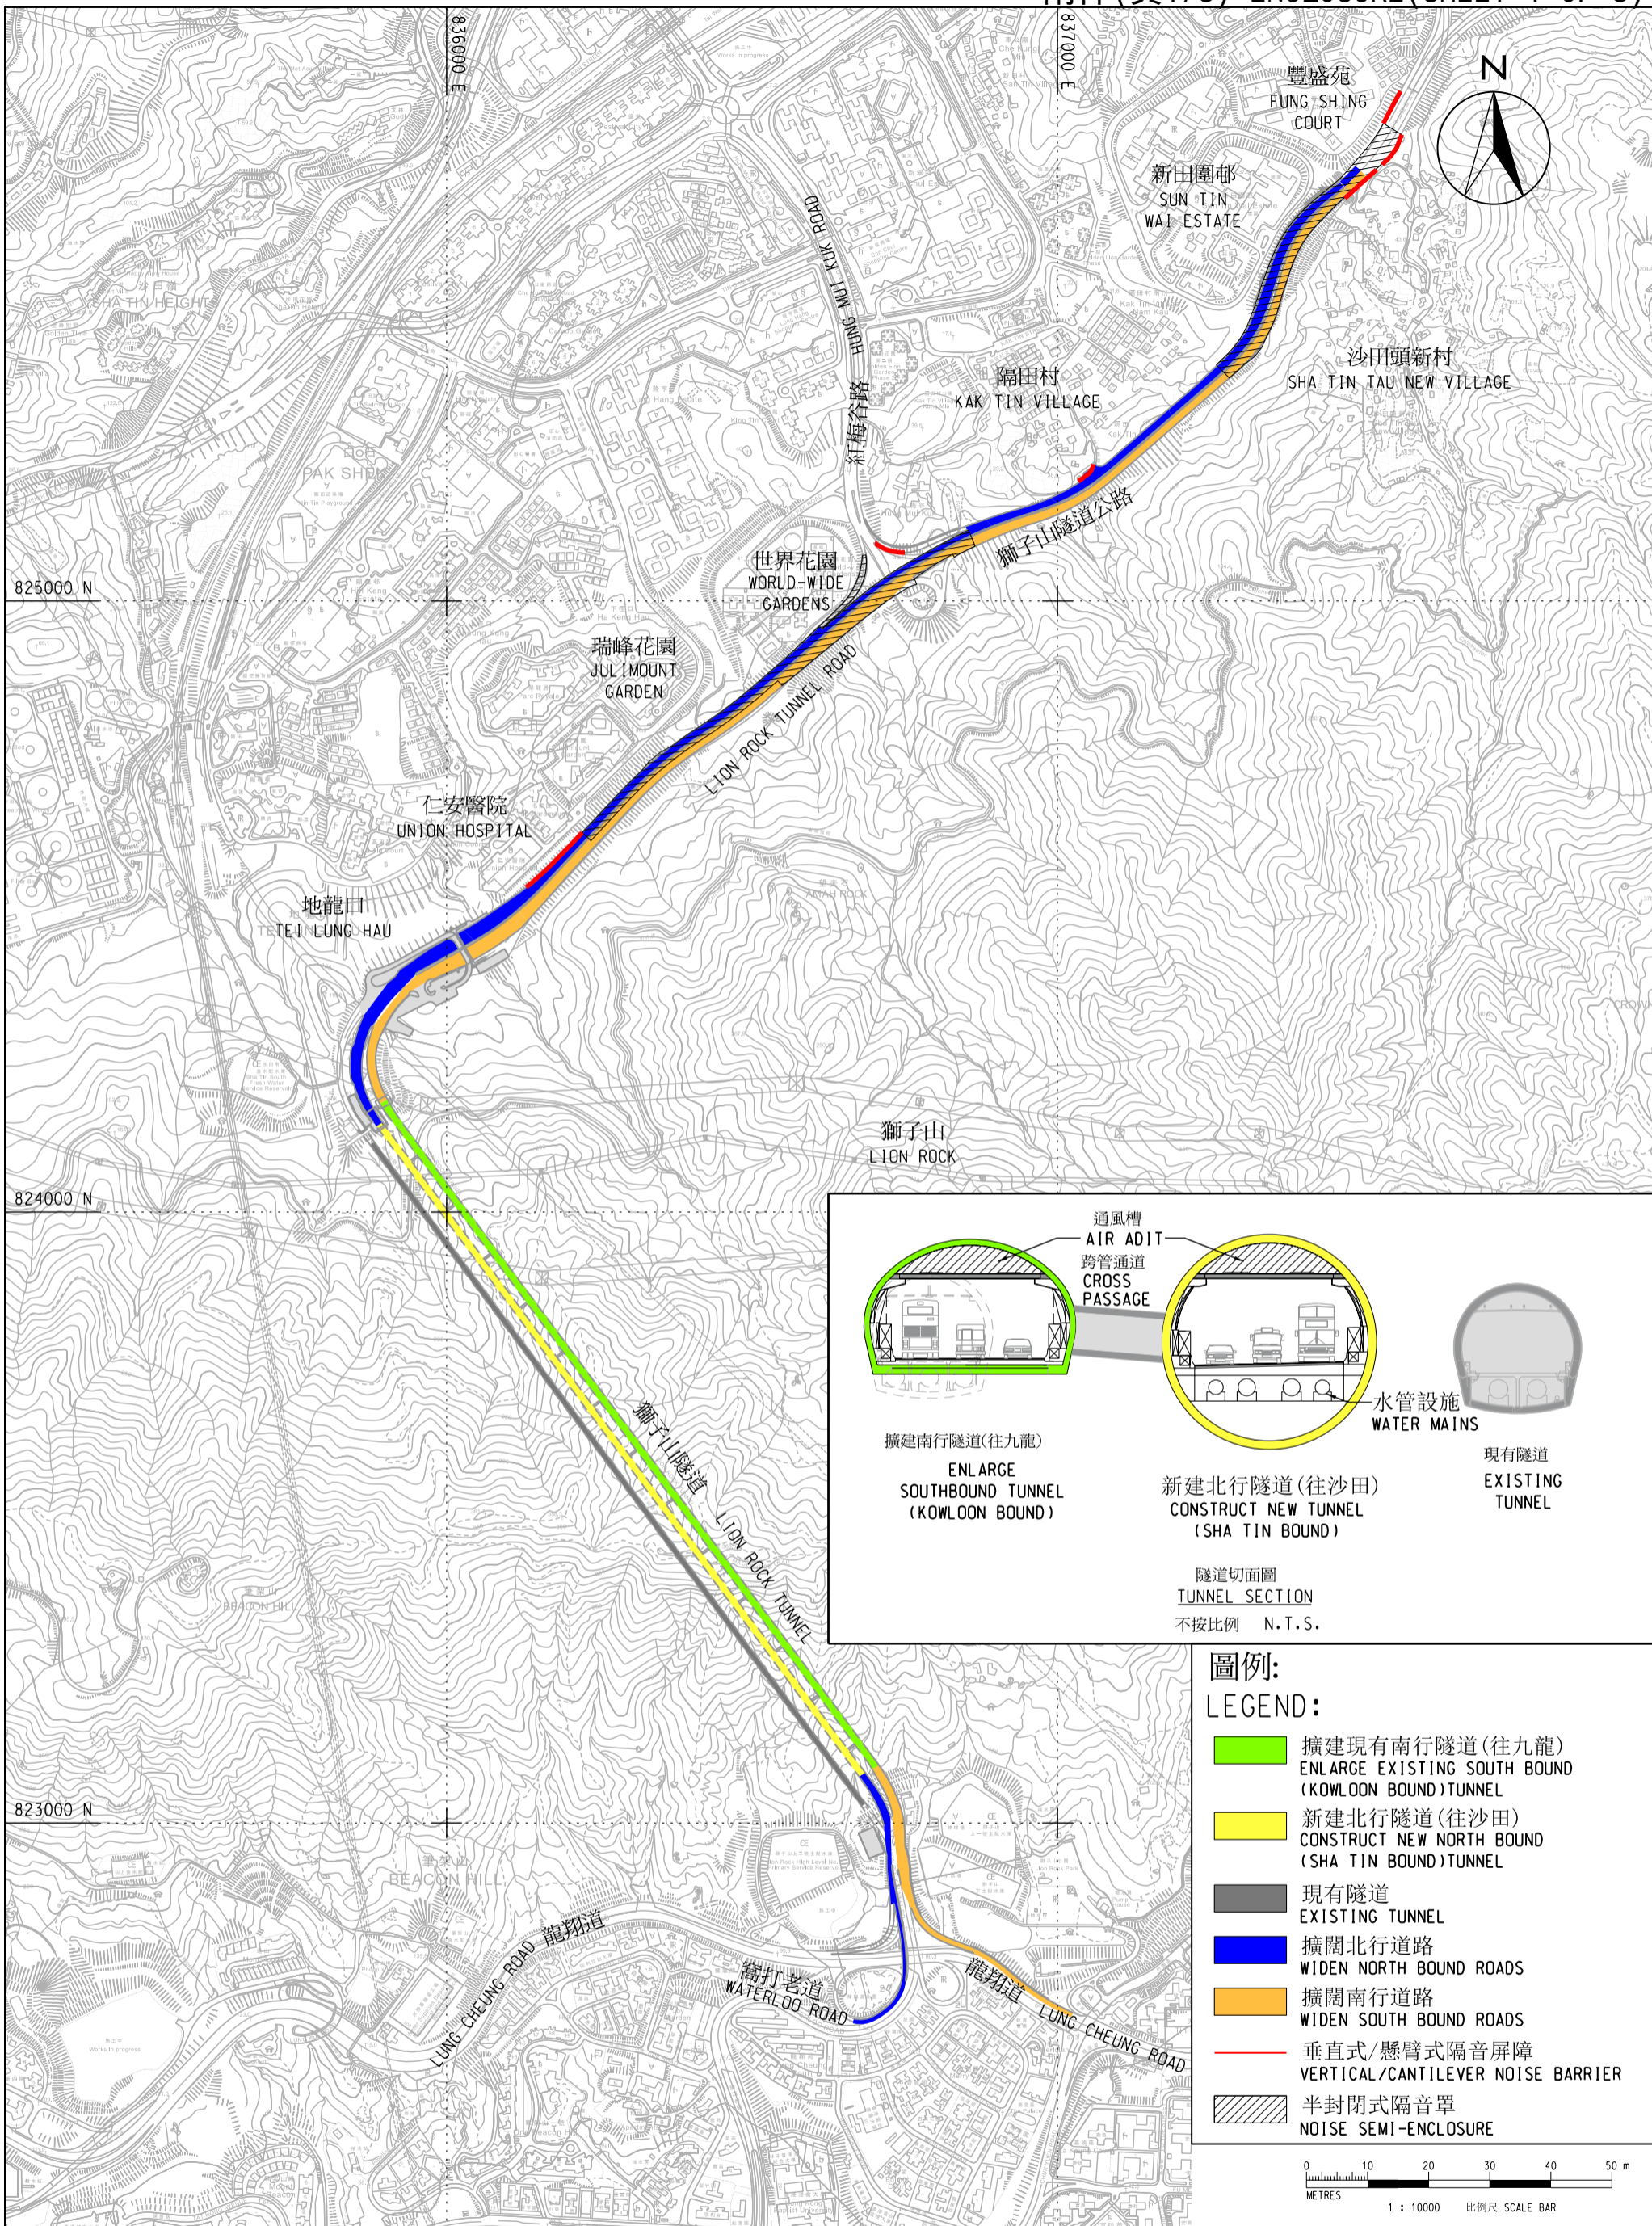 836000 E
837000 E
N
豐盛苑
FUNG SHING
COURT
新田圍邨
SUN TIN
WAI ESTATE
HUNG MUI KUK ROAD
紅梅谷路
SHA TIN HEIGHTS
沙田頭新村
SHA TIN TAU NEW VILLAGE
隔田村
KAK TIN VILLAGE
獅子山隧道公路
世界花園
WORLD-WIDE
GARDENS
825000 N
瑞峰花園
JULIMOUNT
GARDEN
LION ROCK TUNNEL ROAD
仁安醫院
UNION HOSPITAL
AMAH ROCK
地龍口
TEI LUNG HAU
獅子山
LION ROCK
824000 N
通風槽
AIR ADIT
跨管通道
CROSS
PASSAGE
水管設施
WATER MAINS
擴建南行隧道(往九龍)
ENLARGE
SOUTHBOUND TUNNEL
(KOWLOON BOUND)
新建北行隧道(往沙田)
CONSTRUCT NEW TUNNEL
(SHA TIN BOUND)
現有隧道
EXISTING
TUNNEL
隧道切面圖
TUNNEL SECTION
不按比例 N.T.S.
獅子山隧道
LION ROCK TUNNEL
BEACON HILL
823000 N
BEACON HILL
LUNG CHEUNG ROAD 龍翔道
窩打老道
WATERLOO ROAD
龍翔道 LUNG CHEUNG ROAD
圖例:
LEGEND:
擴建現有南行隧道(往九龍)
ENLARGE EXISTING SOUTH BOUND
(KOWLOON BOUND)TUNNEL
新建北行隧道(往沙田)
CONSTRUCT NEW NORTH BOUND
(SHA TIN BOUND)TUNNEL
現有隧道
EXISTING TUNNEL
擴闊北行道路
WIDEN NORTH BOUND ROADS
擴闊南行道路
WIDEN SOUTH BOUND ROADS
垂直式/懸臂式隔音屏障
VERTICAL/CANTILEVER NOISE BARRIER
半封閉式隔音罩
NOISE SEMI-ENCLOSURE
0 10 20 30 40 50 m
METRES
1 : 10000 比例尺 SCALE BAR